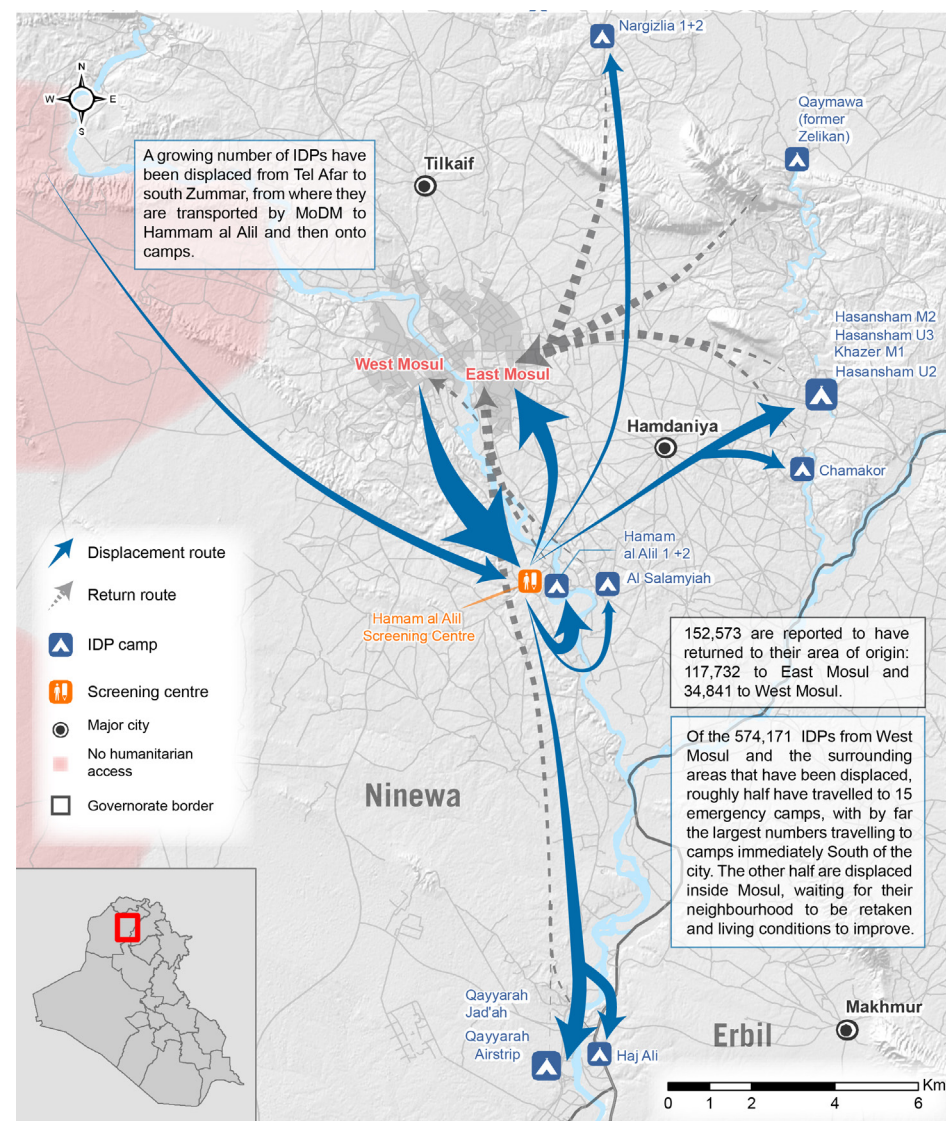 Nargizlia 1+2
N
W
E
S
Qaymawa
(former
Zelikan)
A growing number of IDPs have
been displaced from Tel Afar to
south Zummar, from where they
are transported by MoDM to
Hammam al Alil and then onto
camps.
Tilkaif
Hasansham M2
Hasansham U3
Khazer M1
Hasansham U2
West Mosul
East Mosul
Hamdaniya
Chamakor
Hamam
al Alil 1 +2
Al Salamyiah
Hamam al Alil
Screening Centre
Displacement route
Return route
IDP camp
Screening centre
Major city
No humanitarian
access
Governorate border
152,573 are reported to have
returned to their area of origin:
117,732 to East Mosul and
34,841 to West Mosul.
Of the 574,171 IDPs from West
Mosul and the surrounding
areas that have been displaced,
roughly half have travelled to 15
emergency camps, with by far
the largest numbers travelling to
camps immediately South of the
city. The other half are displaced
inside Mosul, waiting for their
neighbourhood to be retaken
and living conditions to improve.
Ninewa
Qayyarah
Jad'ah
Qayyarah
Airstrip
Haj Ali
Erbil
Makhmur
Km
0 1 2 4 6